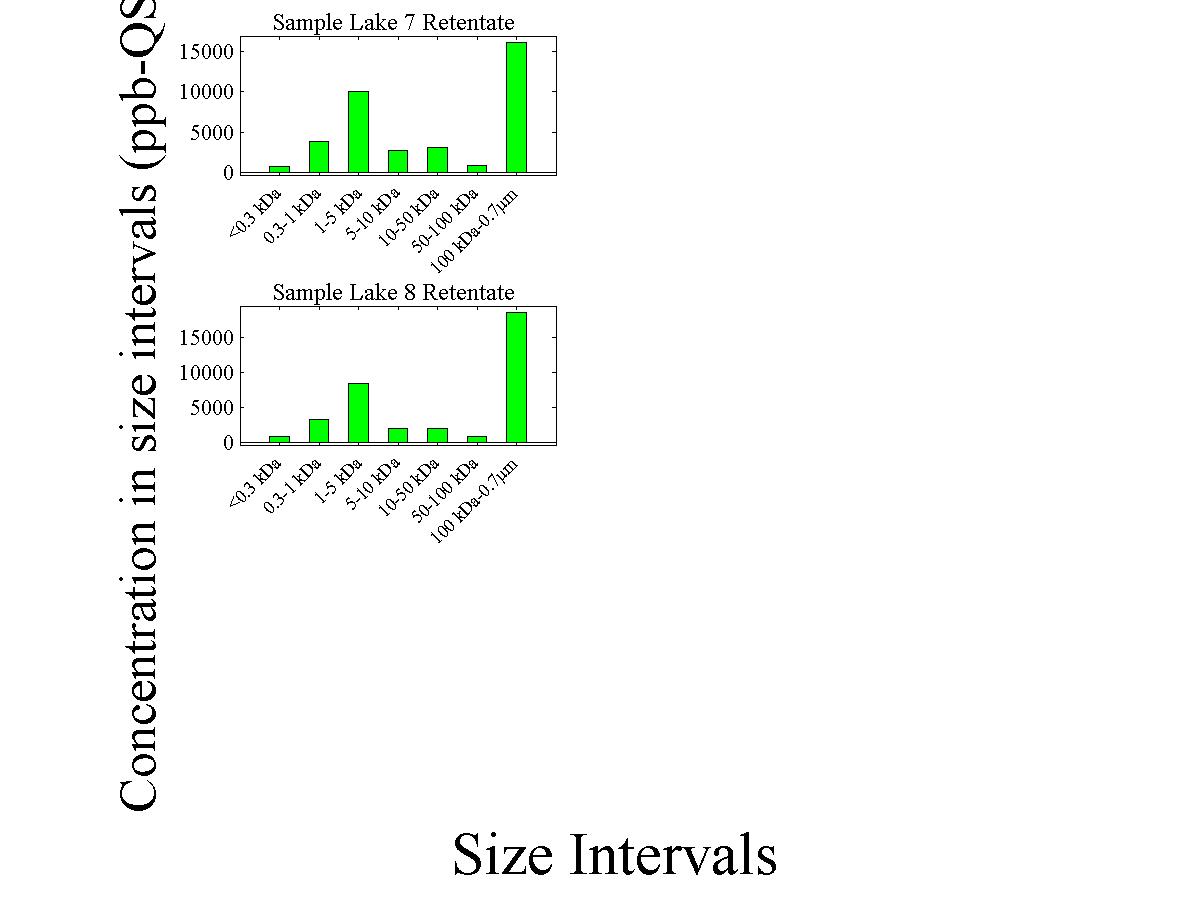 Concentration in size intervals (ppb-QS
Sample Lake 7 Retentate
15000
10000
5000
0
<0.3 kDa
0.3-1 kDa
1-5 kDa
5-10 kDa
10-50 kDa
50-100 kDa
100 kDa-0.7µm
Sample Lake 8 Retentate
15000
10000
5000
0
<0.3 kDa
0.3-1 kDa
1-5 kDa
5-10 kDa
10-50 kDa
50-100 kDa
100 kDa-0.7µm
Size Intervals